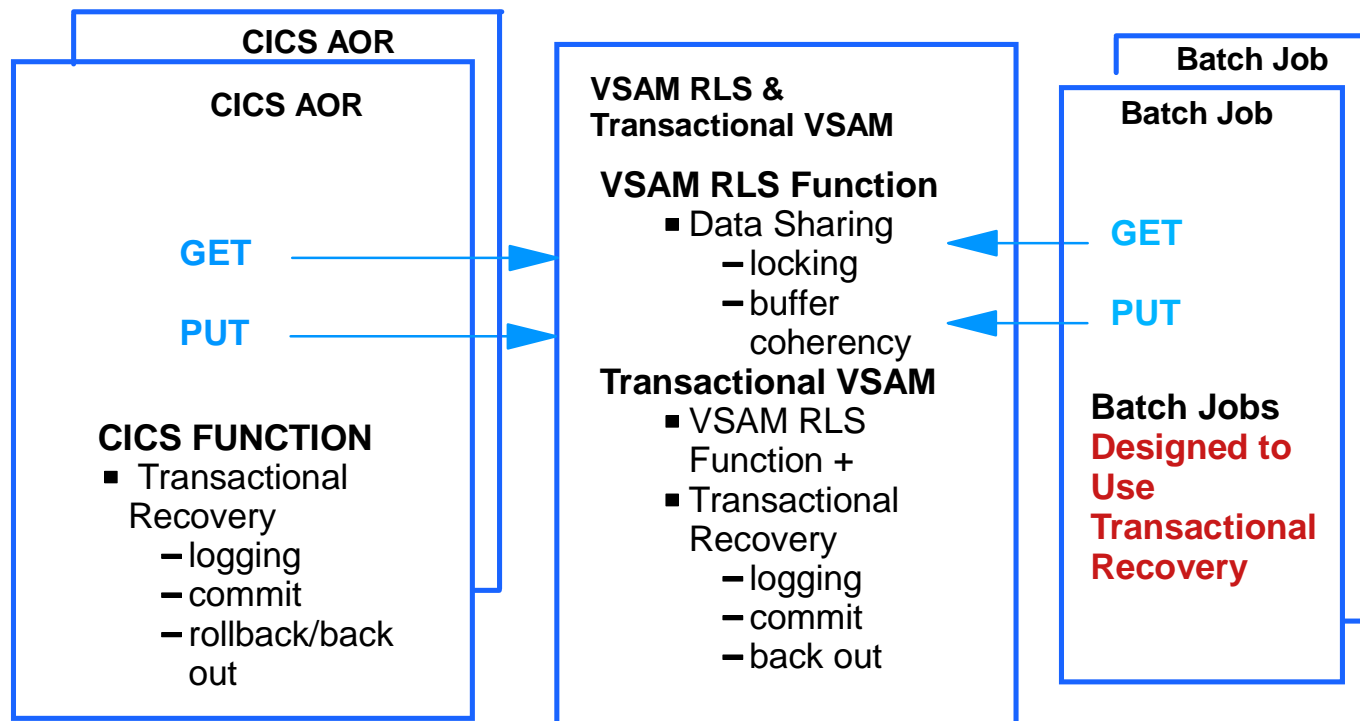 CICS AOR
CICS AOR
GET
PUT
CICS FUNCTION
▪ Transactional
Recovery
– logging
– commit
– rollback/back
out
VSAM RLS &
Transactional VSAM
VSAM RLS Function
▪ Data Sharing
– locking
– buffer
coherency
Transactional VSAM
▪ VSAM RLS
Function +
▪ Transactional
Recovery
– logging
– commit
– back out
Batch Job
Batch Job
GET
PUT
Batch Jobs
Designed to
Use
Transactional
Recovery